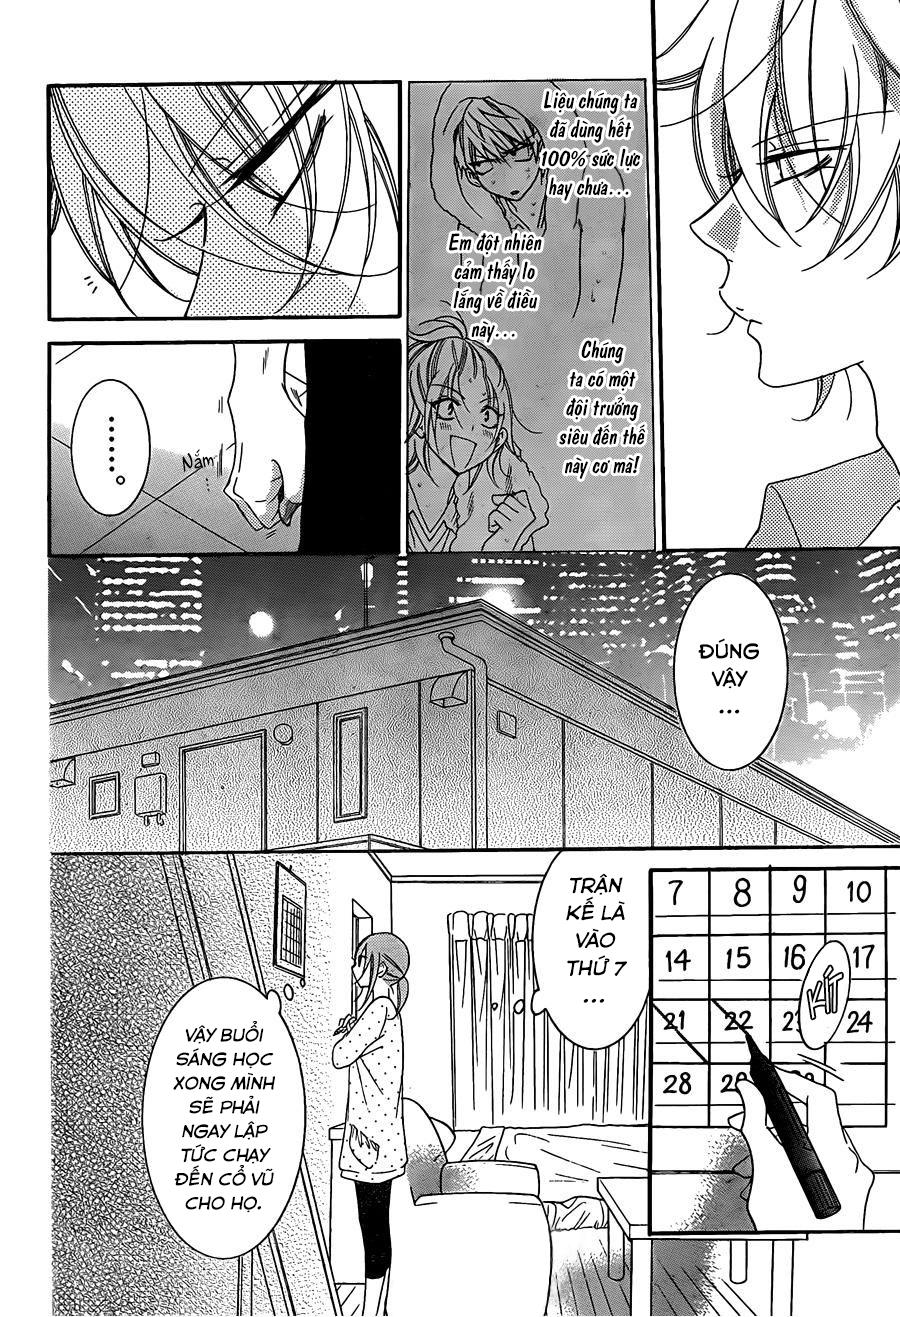 Liệu chúng ta
đã dùng hết
100% sức lực
hay chưa...
Em đột nhiên
cảm thấy lo
lắng về điều
này...
Chúng
ta có một
đội trưởng
siêu đến thế
này cơ mà!
.......
Nắm
...
ĐÚNG
VẬY
...
7 8 9 10
14 15 16 17
KÍT
21 22 23 24
28
TRẬN
KẾ LÀ
VÀO
THỨ 7
...
VẬY BUỔI
SÁNG HỌC
XONG MÌNH
SẼ PHẢI
NGAY LẬP
TỨC CHẠY
ĐẾN CỔ VŨ
CHO HỌ.